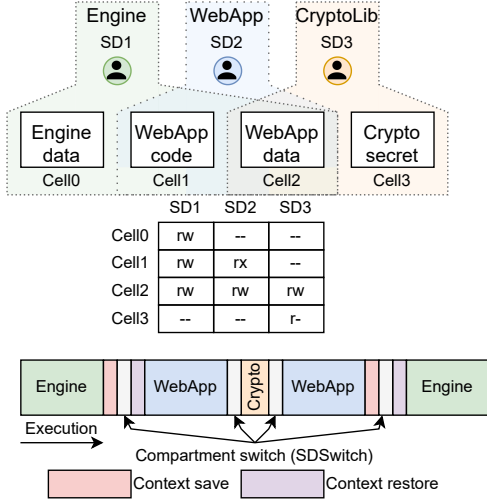 Engine WebApp CryptoLib
SD1 SD2 SD3
Engine data WebApp code WebApp data Crypto secret
Cell0 Cell1 Cell2 Cell3
SD1 SD2 SD3
Cell0 rw -- --
Cell1 rw rx --
Cell2 rw rw rw
Cell3 -- -- r-
Engine WebApp Crypto WebApp Engine
Execution
Compartment switch (SDSwitch)
Context save Context restore